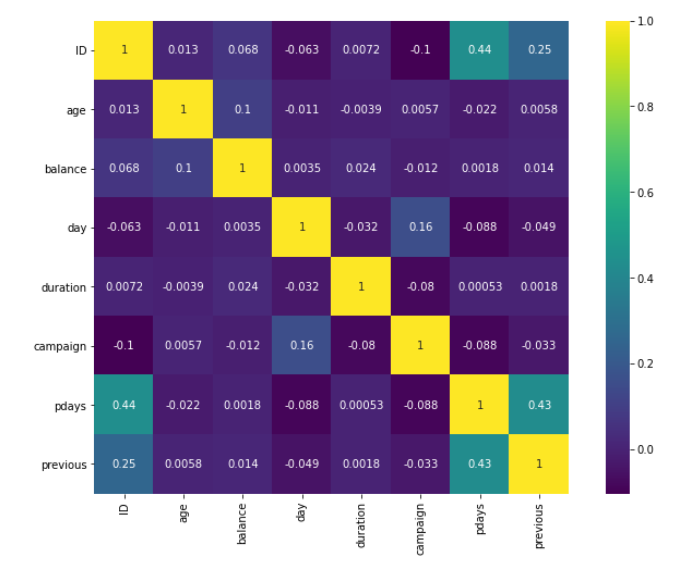 ID 1 0.013 0.068 -0.063 0.0072 -0.1 0.44 0.25
age 0.013 1 0.1 -0.011 -0.0039 0.0057 -0.022 0.0058
balance 0.068 0.1 1 0.0035 0.024 -0.012 0.0018 0.014
day -0.063 -0.011 0.0035 1 -0.032 0.16 -0.088 -0.049
duration 0.0072 -0.0039 0.024 -0.032 1 -0.08 0.00053 0.0018
campaign -0.1 0.0057 -0.012 0.16 -0.08 1 -0.088 -0.033
pdays 0.44 -0.022 0.0018 -0.088 0.00053 -0.088 1 0.43
previous 0.25 0.0058 0.014 -0.049 0.0018 -0.033 0.43 1
ID age balance day duration campaign pdays previous
1.0
0.8
0.6
0.4
0.2
0.0